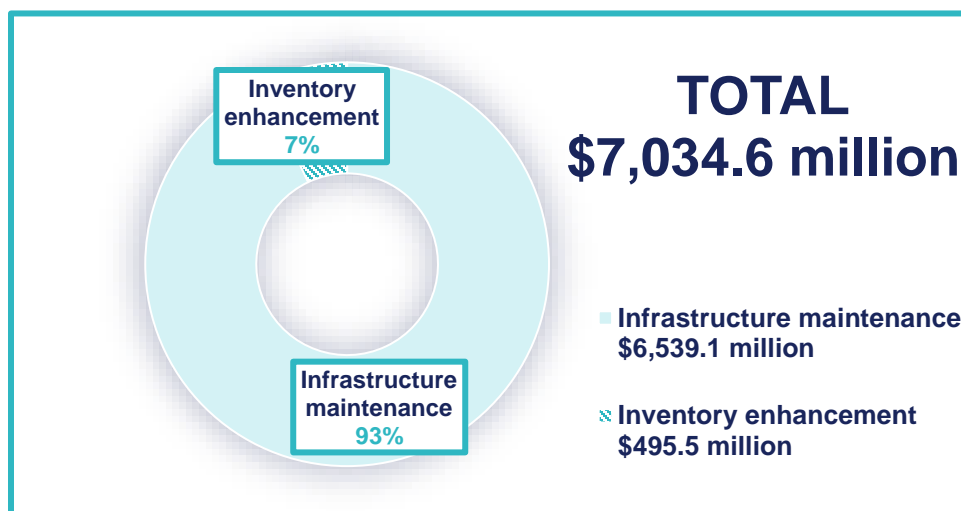 Inventory
enhancement
7%
TOTAL
$7,034.6 million
Infrastructure maintenance
$6,539.1 million
Infrastructure
maintenance
93%
Inventory enhancement
$495.5 million